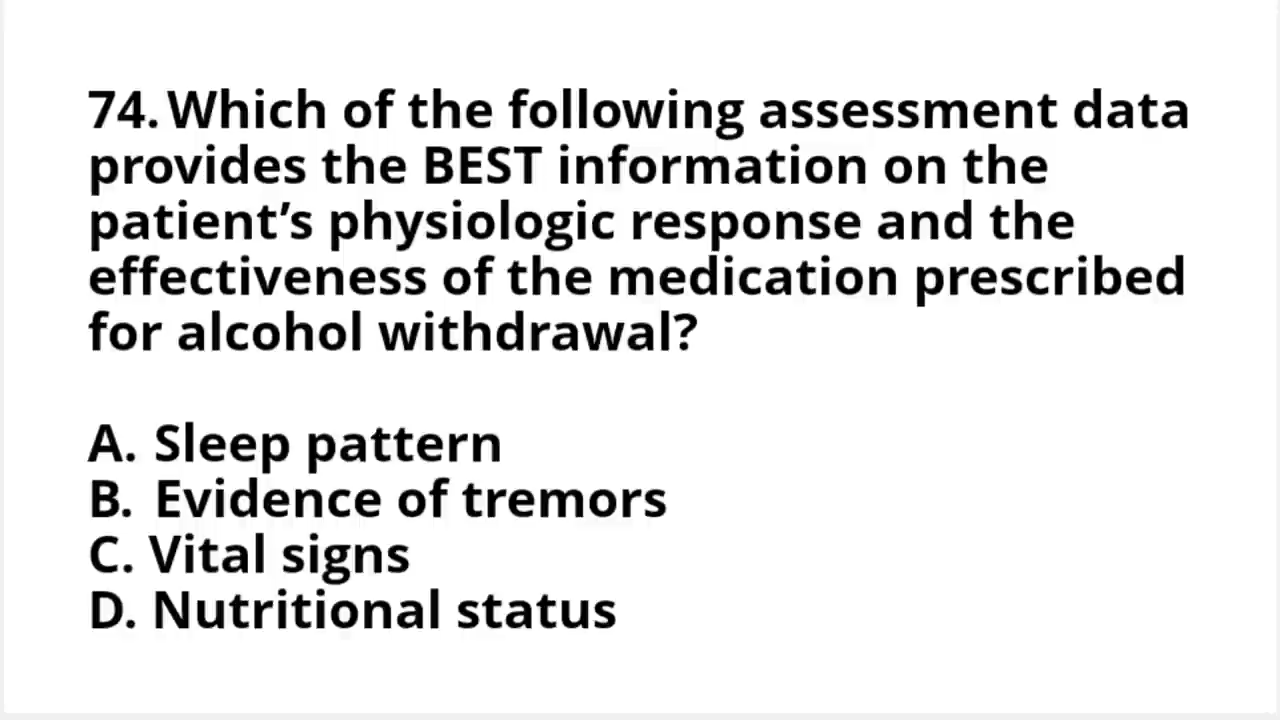 74. Which of the following assessment data
provides the BEST information on the
patient’s physiologic response and the
effectiveness of the medication prescribed
for alcohol withdrawal?
A. Sleep pattern
B. Evidence of tremors
C. Vital signs
D. Nutritional status